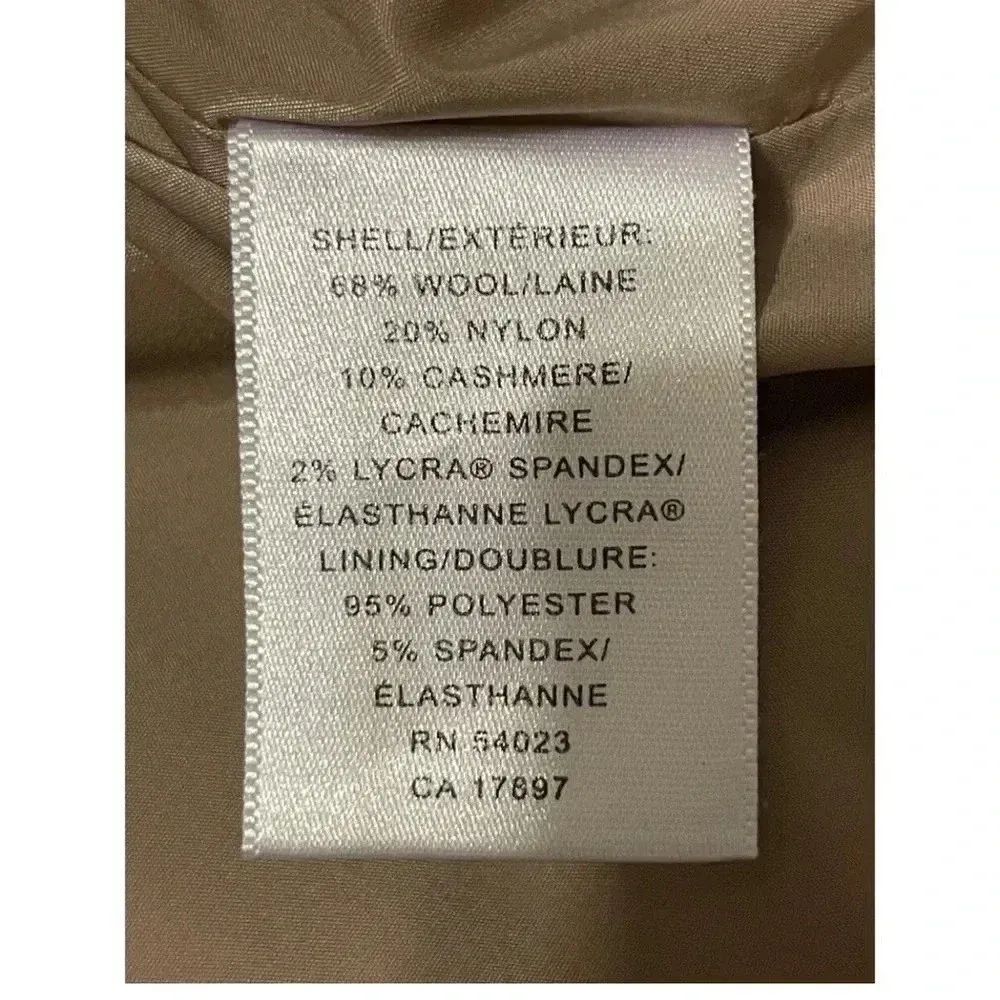 SHELL/EXTÉRIEUR:
68% WOOL/LAINE
20% NYLON
10% CASHMERE/
CACHEMIRE
2% LYCRA® SPANDEX/
ÉLASTHANNE LYCRA®
LINING/DOUBLURE:
95% POLYESTER
5% SPANDEX/
ÉLASTHANNE
RN 54023
CA 17897